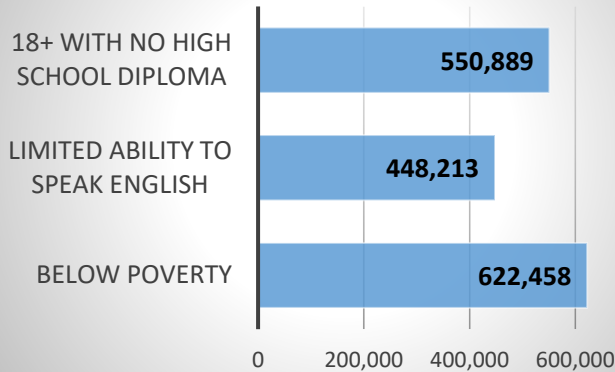 18+ WITH NO HIGH
SCHOOL DIPLOMA
550,889
LIMITED ABILITY TO
SPEAK ENGLISH
448,213
BELOW POVERTY
622,458
0 200,000 400,000 600,000